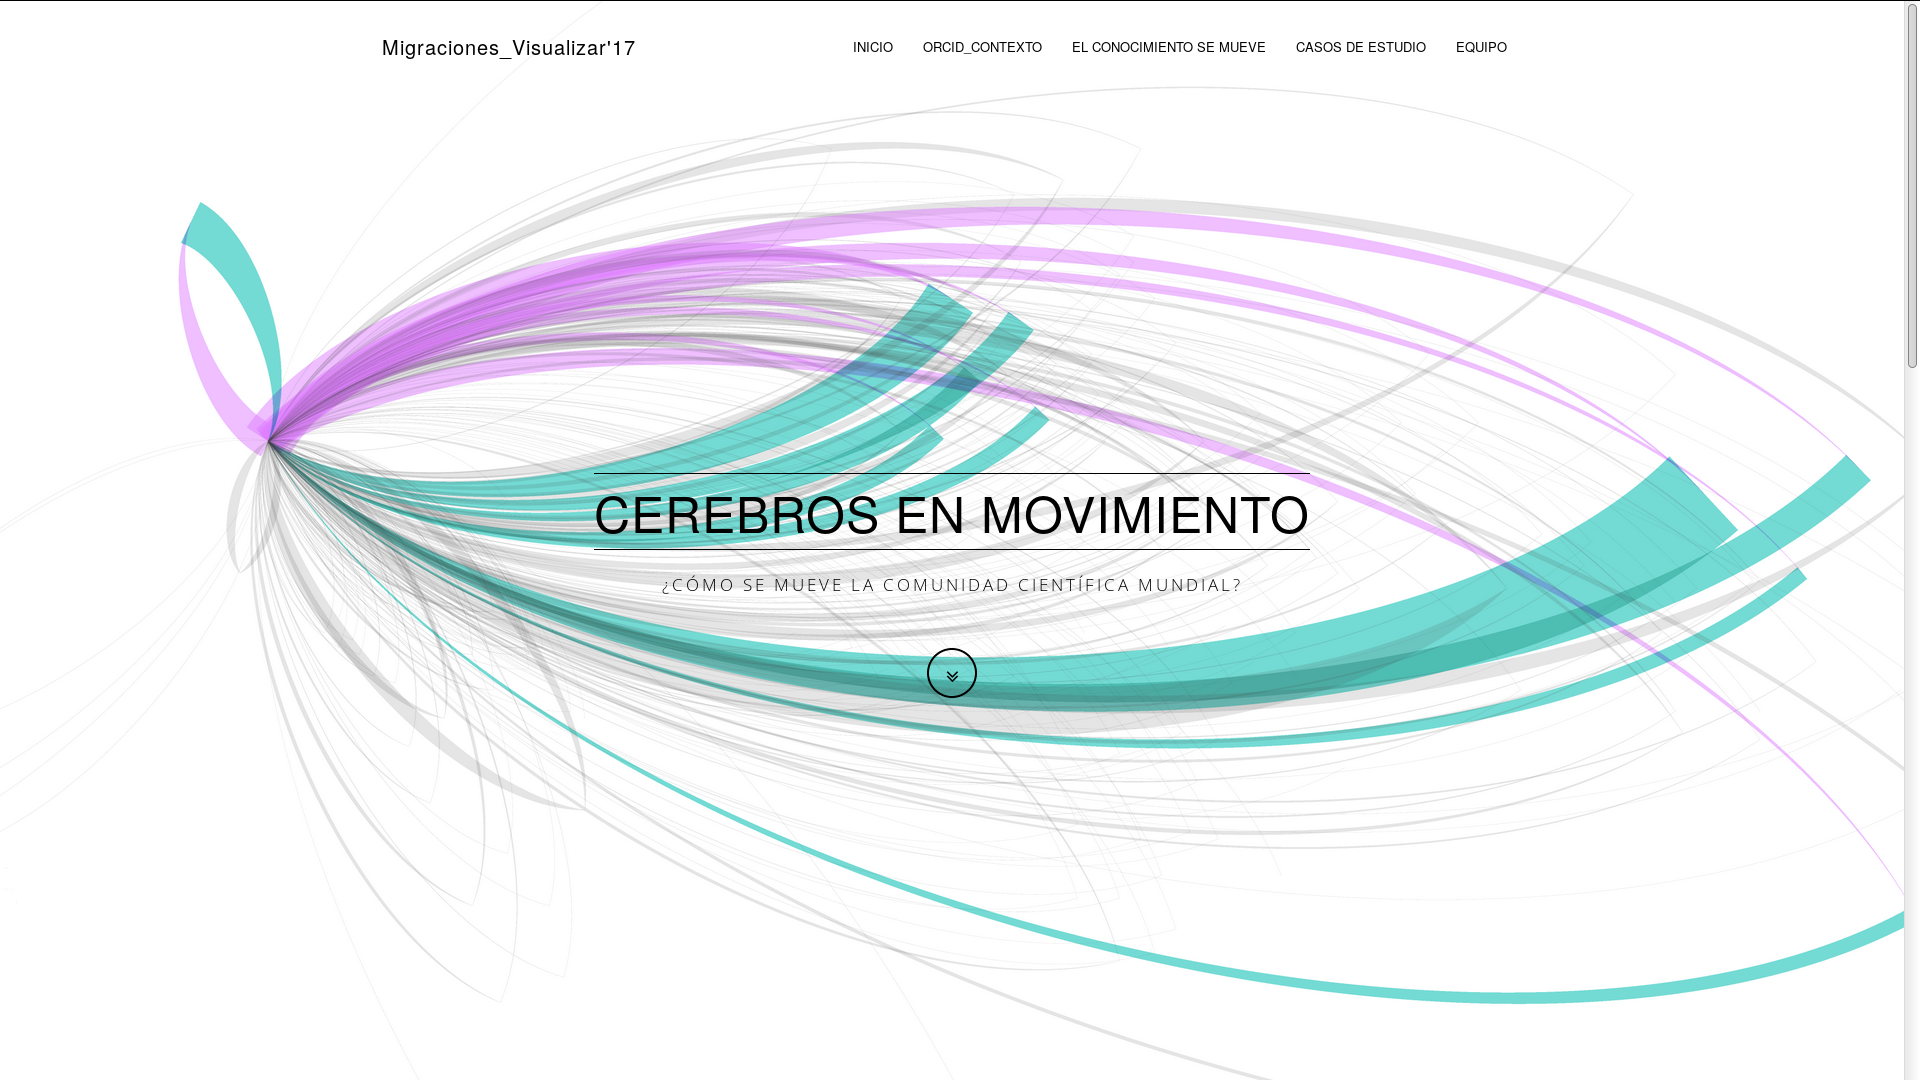 Migraciones_Visualizar'17
INICIO ORCID_CONTEXTO EL CONOCIMIENTO SE MUEVE CASOS DE ESTUDIO EQUIPO
CEREBROS EN MOVIMIENTO
¿CÓMO SE MUEVE LA COMUNIDAD CIENTÍFICA MUNDIAL?